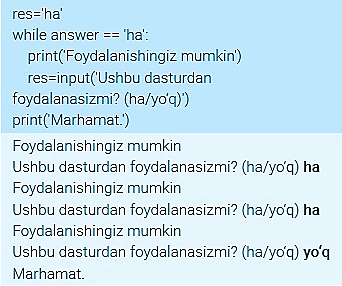 res='ha'
while answer == 'ha':
    print('Foydalanishingiz mumkin')
    res=input('Ushbu dasturdan
foydalanasizmi? (ha/yo‘q)')
print('Marhamat.')
Foydalanishingiz mumkin
Ushbu dasturdan foydalanasizmi? (ha/yo‘q) ha
Foydalanishingiz mumkin
Ushbu dasturdan foydalanasizmi? (ha/yo‘q) ha
Foydalanishingiz mumkin
Ushbu dasturdan foydalanasizmi? (ha/yo‘q) yo‘q
Marhamat.